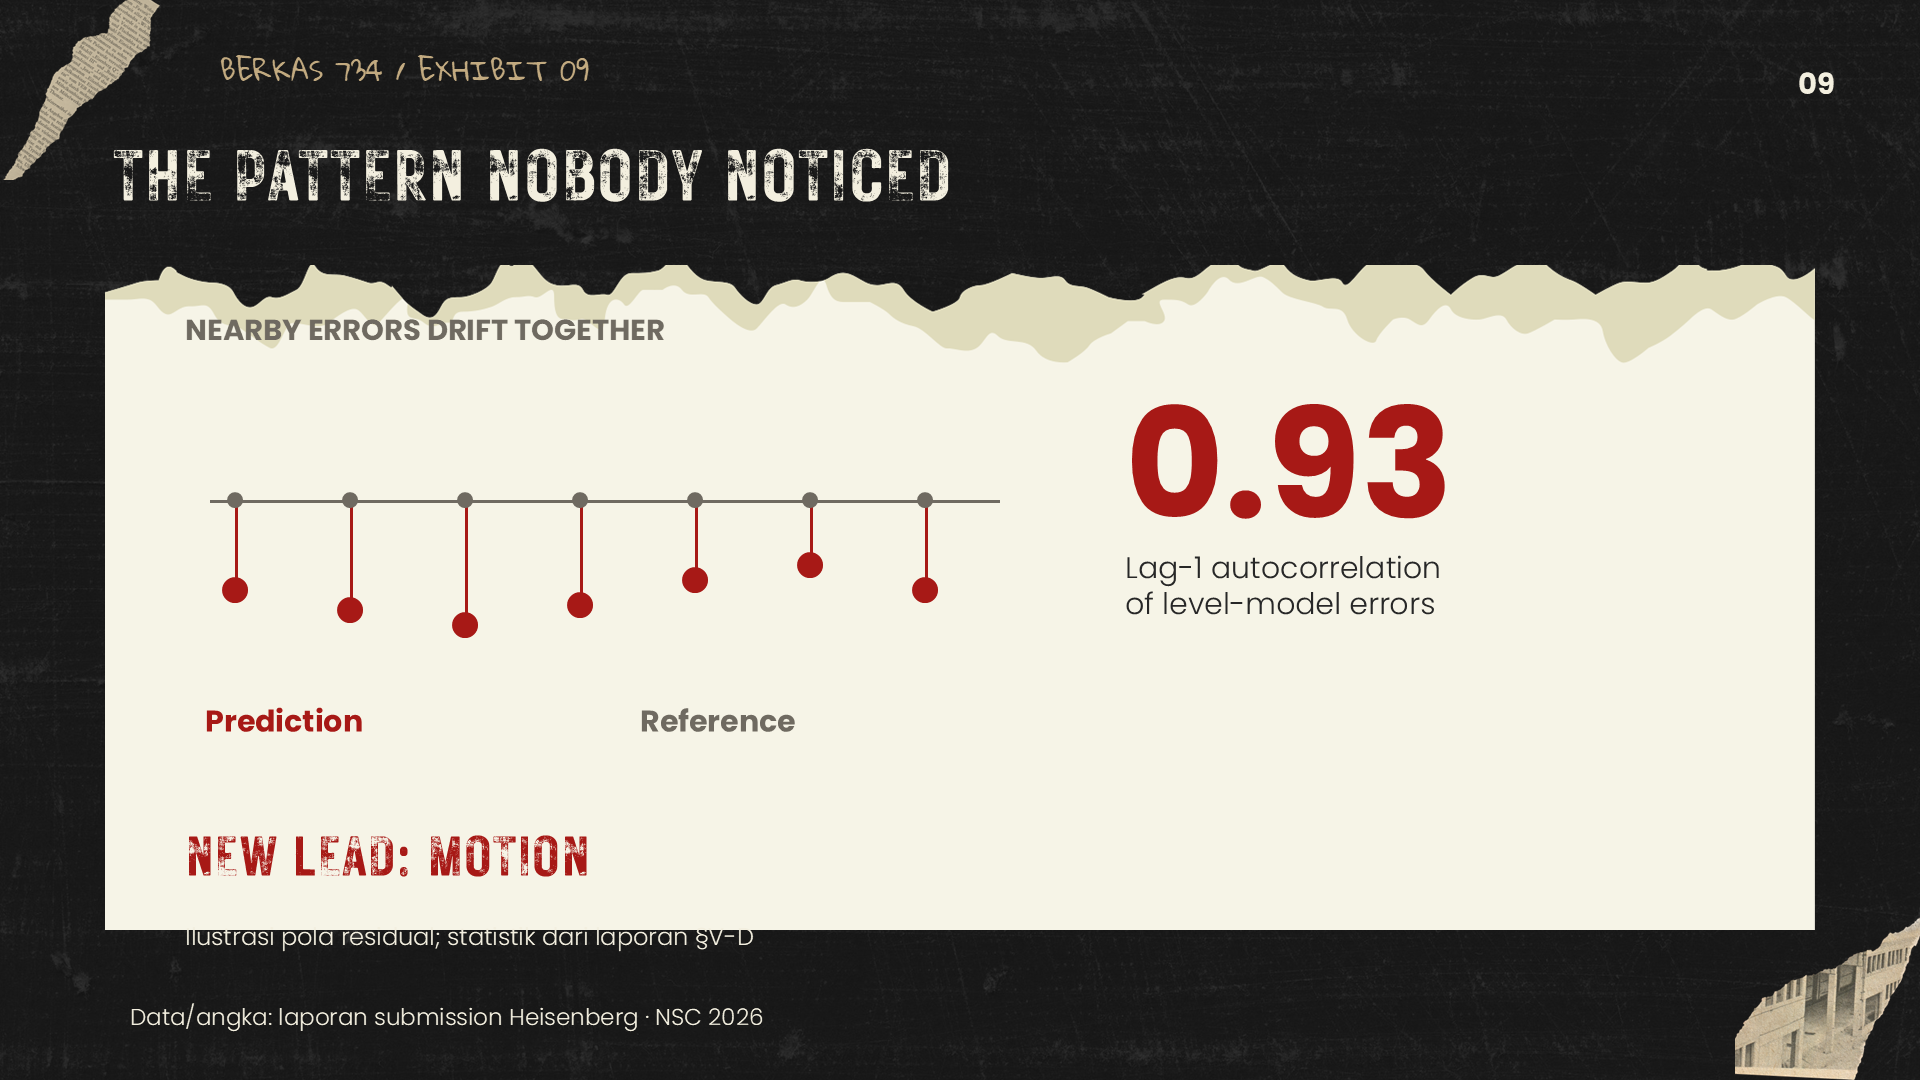 BERKAS 734 / EXHIBIT 09
09
THE PATTERN NOBODY NOTICED
NEARBY ERRORS DRIFT TOGETHER
0.93
Lag-1 autocorrelation
of level-model errors
Prediction
Reference
NEW LEAD: MOTION
Ilustrasi pola residual; statistik dari laporan §V-D
Data/angka: laporan submission Heisenberg · NSC 2026